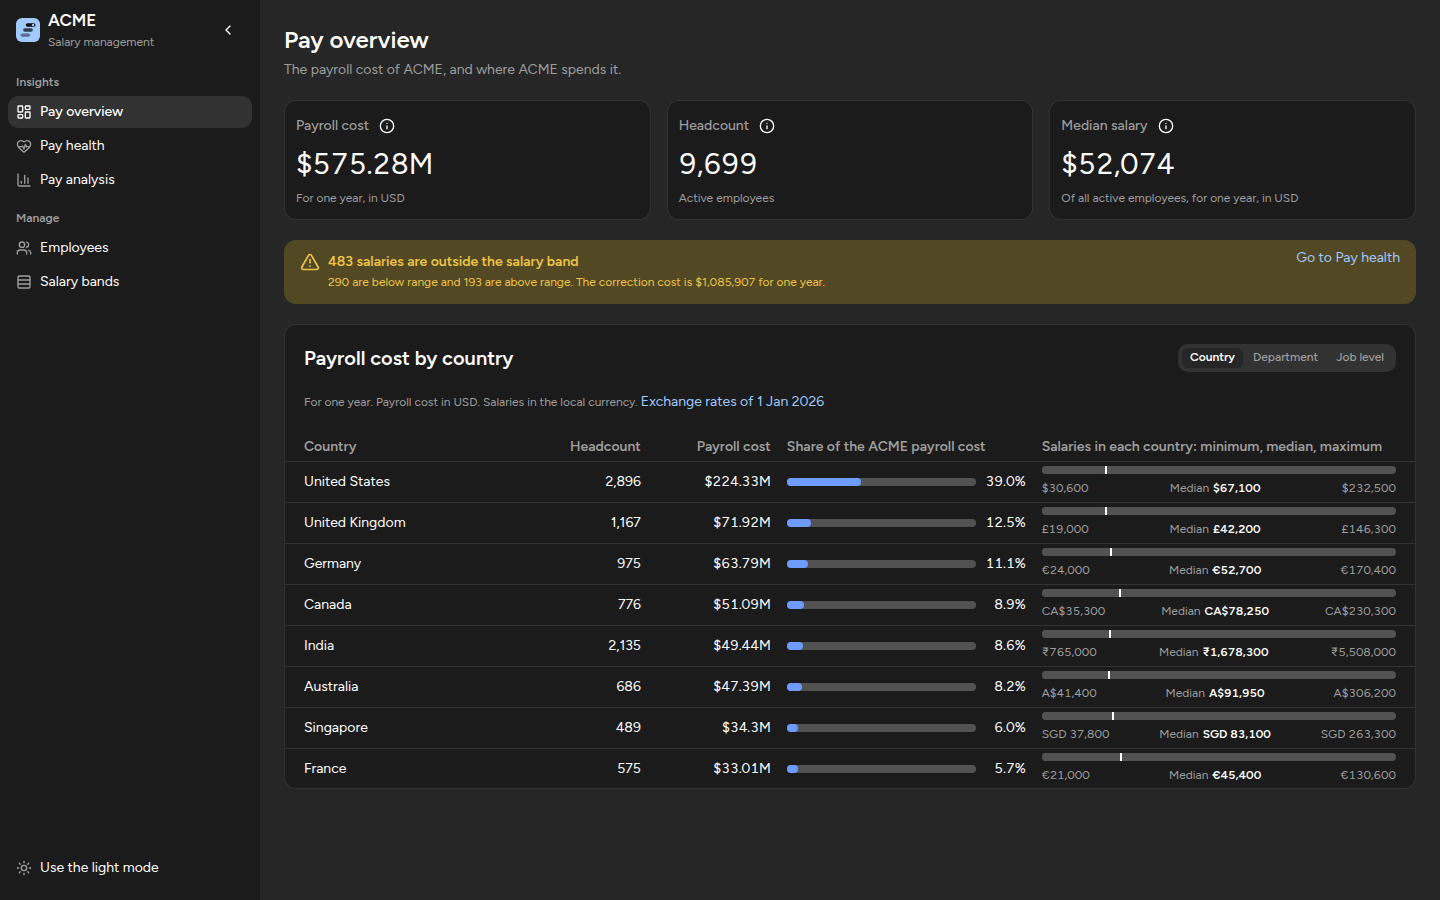 ACME
Salary management
Insights
Pay overview
Pay health
Pay analysis
Manage
Employees
Salary bands
Use the light mode
Pay overview
The payroll cost of ACME, and where ACME spends it.
Payroll cost
$575.28M
For one year, in USD
Headcount
9,699
Active employees
Median salary
$52,074
Of all active employees, for one year, in USD
483 salaries are outside the salary band
290 are below range and 193 are above range. The correction cost is $1,085,907 for one year.
Go to Pay health
Payroll cost by country
Country Department Job level
For one year. Payroll cost in USD. Salaries in the local currency. Exchange rates of 1 Jan 2026
Country Headcount Payroll cost Share of the ACME payroll cost Salaries in each country: minimum, median, maximum
United States 2,896 $224.33M 39.0%
$30,600 Median $67,100 $232,500
United Kingdom 1,167 $71.92M 12.5%
£19,000 Median £42,200 £146,300
Germany 975 $63.79M 11.1%
€24,000 Median €52,700 €170,400
Canada 776 $51.09M 8.9%
CA$35,300 Median CA$78,250 CA$230,300
India 2,135 $49.44M 8.6%
₹765,000 Median ₹1,678,300 ₹5,508,000
Australia 686 $47.39M 8.2%
A$41,400 Median A$91,950 A$306,200
Singapore 489 $34.3M 6.0%
SGD 37,800 Median SGD 83,100 SGD 263,300
France 575 $33.01M 5.7%
€21,000 Median €45,400 €130,600